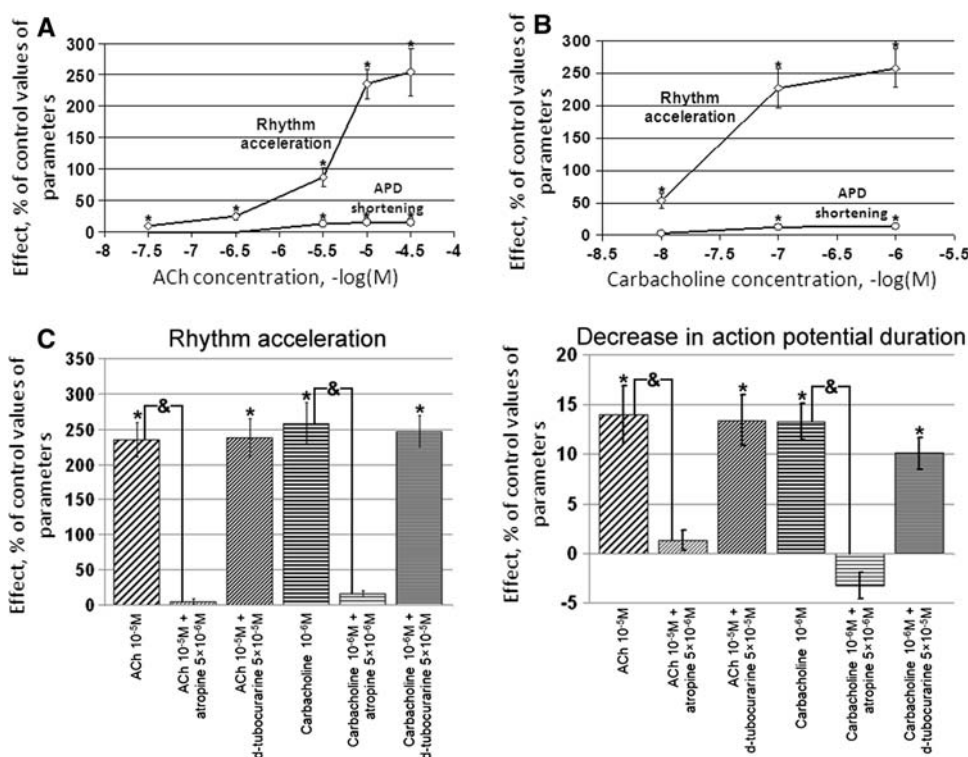 A
Effect, % of control values of
parameters
300
250
200
150
100
50
0
Rhythm
acceleration
APD
shortening
* * * * *
* * *
-7.5 -7 -6.5 -6 -5.5 -5 -4.5 -4
ACh concentration, -log(M)
B
Effect, % of control values of
parameters
300
250
200
150
100
50
0
Rhythm
acceleration
APD
shortening
* * *
* *
-8.5 -8 -7.5 -7 -6.5 -6 -5.5
Carbacholine concentration, -log(M)
C
Rhythm acceleration
Effect, % of control values of
parameters
350
300
250
200
150
100
50
0
* & * * & *
ACh 10⁻⁵M
ACh 10⁻⁵M +
atropine 5×10⁻⁶M
ACh 10⁻⁵M +
d-tubocurarine 5×10⁻⁵M
Carbacholine 10⁻⁶M
Carbacholine 10⁻⁶M +
atropine 5×10⁻⁶M
Carbacholine 10⁻⁶M +
d-tubocurarine 5×10⁻⁵M
Decrease in action potential duration
Effect, % of control values of
parameters
20
15
10
5
0
-5
* & * * & *
ACh 10⁻⁵M
ACh 10⁻⁵M +
atropine 5×10⁻⁶M
ACh 10⁻⁵M +
d-tubocurarine 5×10⁻⁵M
Carbacholine 10⁻⁶M
Carbacholine 10⁻⁶M +
atropine 5×10⁻⁶M
Carbacholine 10⁻⁶M +
d-tubocurarine 5×10⁻⁵M